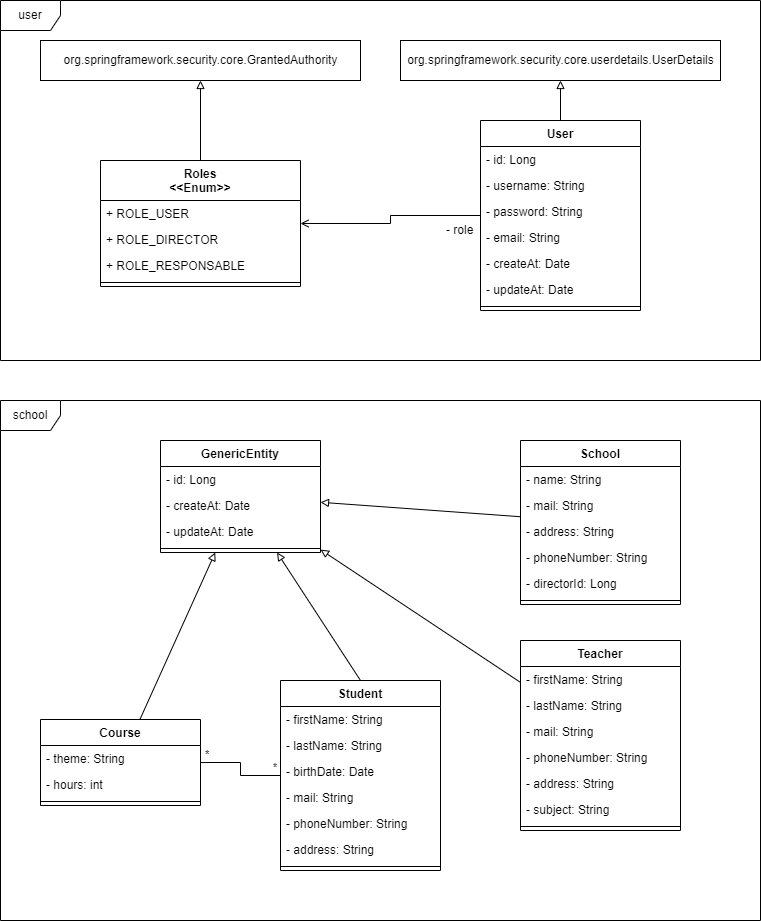 user
org.springframework.security.core.GrantedAuthority
org.springframework.security.core.userdetails.UserDetails
Roles
<<Enum>>
+ ROLE_USER
+ ROLE_DIRECTOR
+ ROLE_RESPONSABLE
- role
User
- id: Long
- username: String
- password: String
- email: String
- createAt: Date
- updateAt: Date
school
GenericEntity
- id: Long
- createAt: Date
- updateAt: Date
School
- name: String
- mail: String
- address: String
- phoneNumber: String
- directorId: Long
Course
- theme: String
- hours: int
*
*
Student
- firstName: String
- lastName: String
- birthDate: Date
- mail: String
- phoneNumber: String
- address: String
Teacher
- firstName: String
- lastName: String
- mail: String
- phoneNumber: String
- address: String
- subject: String